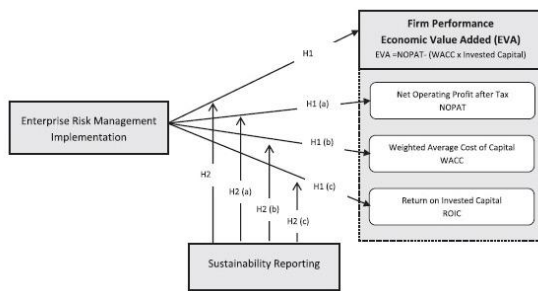 Firm Performance
Economic Value Added (EVA)
EVA =NOPAT- (WACC x Invested Capital)
H1
Net Operating Profit after Tax
NOPAT
H1 (a)
Enterprise Risk Management
Implementation
H1 (b)
Weighted Average Cost of Capital
WACC
H2
H2 (a)
H1 (c)
H2 (b)
Return on Invested Capital
ROIC
H2 (c)
Sustainability Reporting